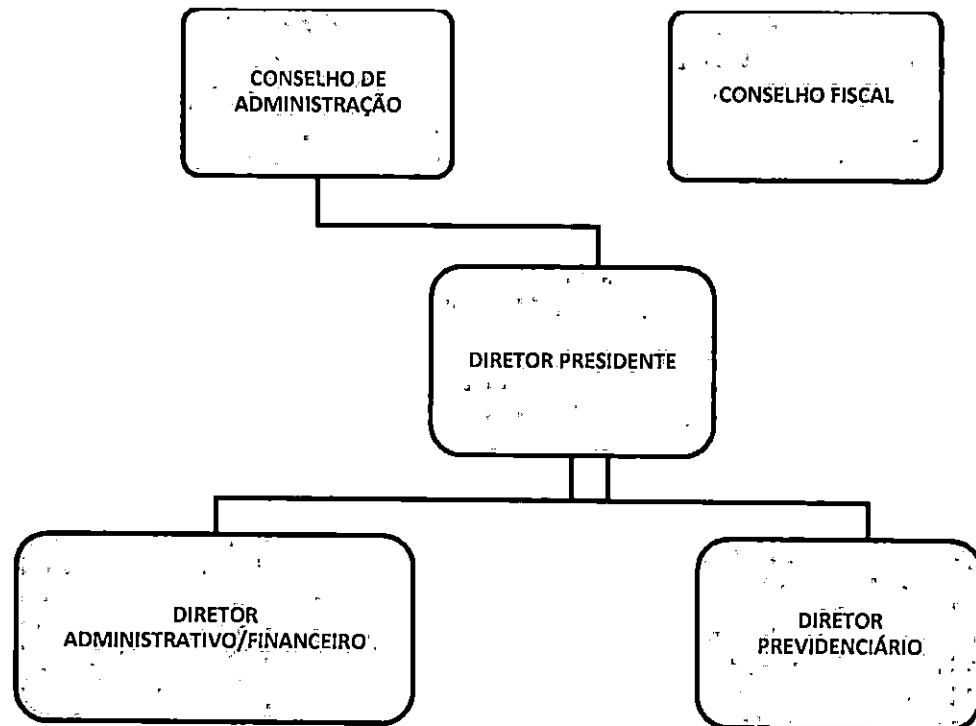 CONSELHO DE
ADMINISTRAÇÃO
CONSELHO FISCAL
DIRETOR PRESIDENTE
DIRETOR
ADMINISTRATIVO/FINANCEIRO
DIRETOR
PREVIDENCIÁRIO